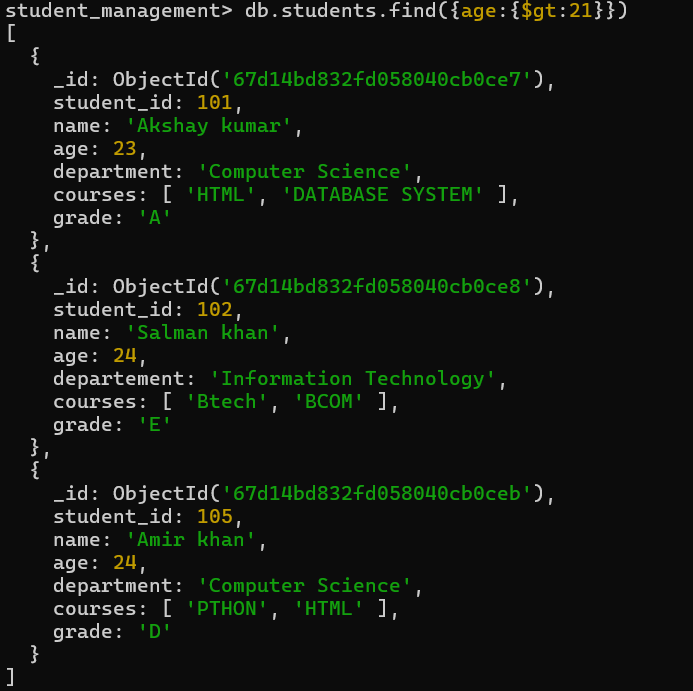 student_management> db.students.find({age:{$gt:21}})
[
  {
    _id: ObjectId('67d14bd832fd058040cb0ce7'),
    student_id: 101,
    name: 'Akshay kumar',
    age: 23,
    department: 'Computer Science',
    courses: [ 'HTML', 'DATABASE SYSTEM' ],
    grade: 'A'
  },
  {
    _id: ObjectId('67d14bd832fd058040cb0ce8'),
    student_id: 102,
    name: 'Salman khan',
    age: 24,
    departement: 'Information Technology',
    courses: [ 'Btech', 'BCOM' ],
    grade: 'E'
  },
  {
    _id: ObjectId('67d14bd832fd058040cb0ceb'),
    student_id: 105,
    name: 'Amir khan',
    age: 24,
    department: 'Computer Science',
    courses: [ 'PTHON', 'HTML' ],
    grade: 'D'
  }
]